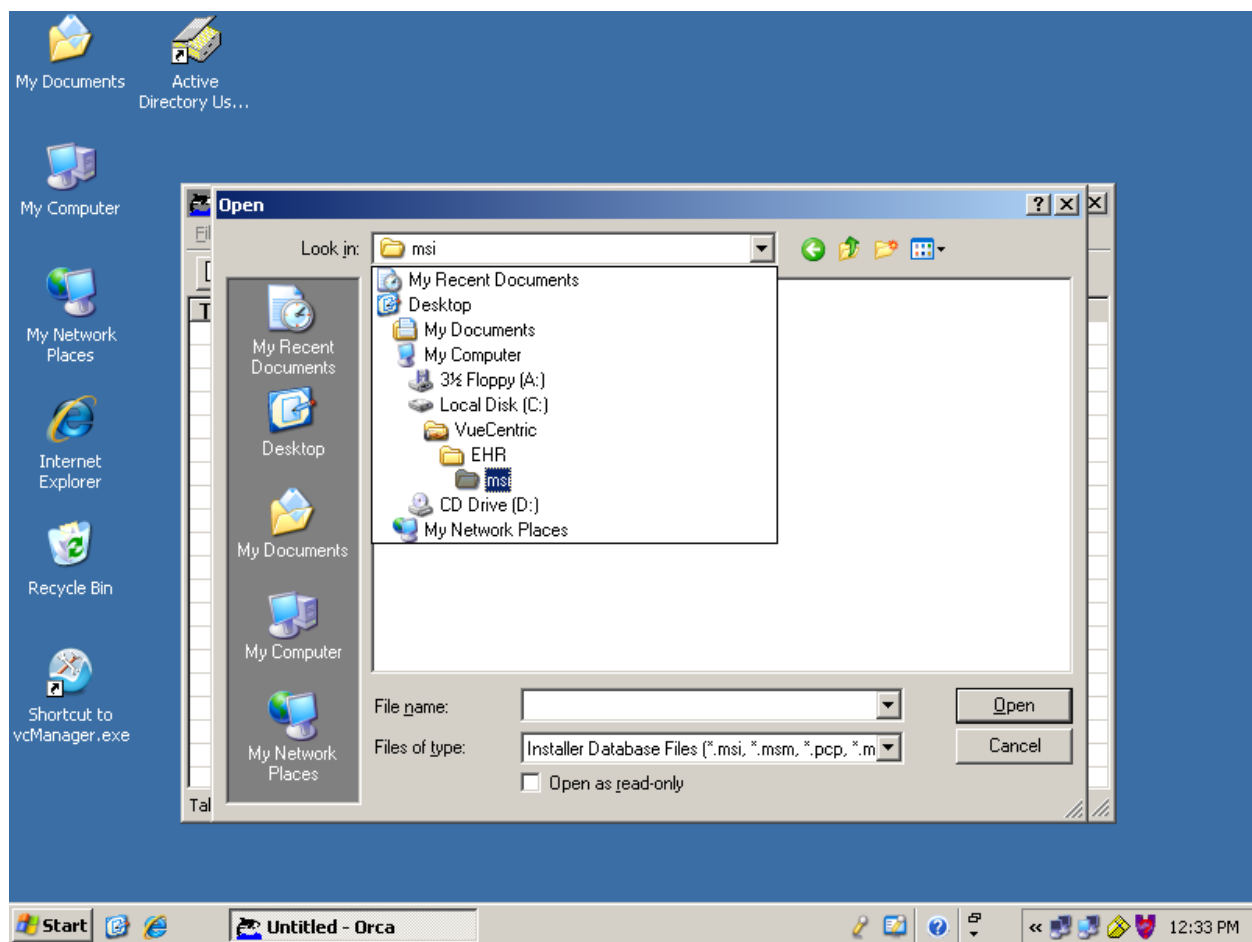 My Documents
Active
Directory Us...
My Computer
My Network
Places
Internet
Explorer
Recycle Bin
Shortcut to
vcManager.exe
Open
Look in:
msi
My Recent Documents
Desktop
My Documents
My Computer
3½ Floppy (A:)
Local Disk (C:)
VueCentric
EHR
msi
CD Drive (D:)
My Network Places
My Recent
Documents
Desktop
My Documents
My Computer
My Network
Places
File name:
Open
Files of type:
Installer Database Files (*.msi, *.msm, *.pcp, *.m
Cancel
Open as read-only
Fil
T
Tal
Start
Untitled - Orca
12:33 PM